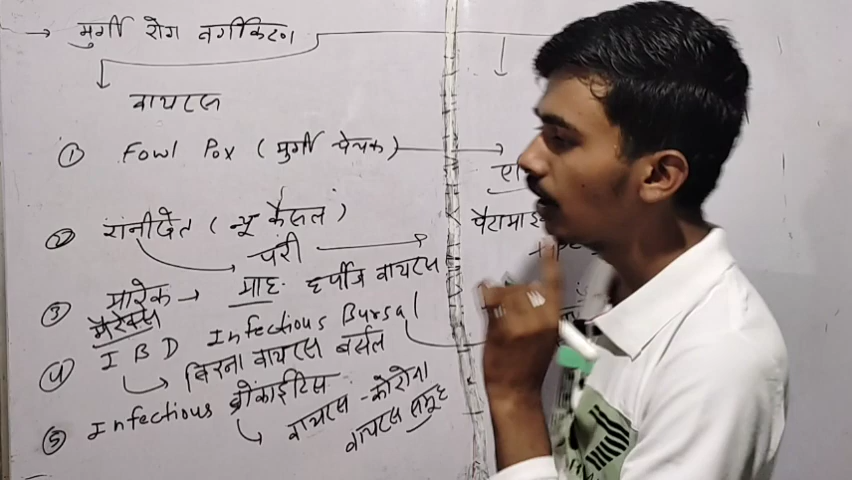 → मुर्गी रोग वर्गीकरण
वायरस
① Fowl Pox (मुर्गी चेचक)
② रानीखेत (न्यू कैसल)
③ मारेक →
मैरेक्स
हर्पीज वायरस
④ I B D Infectious Bursal
बिरना वायरस बर्सल
⑤ Infectious ब्रोंकाइटिस
वायरस - कोरोना
वायरस समूह